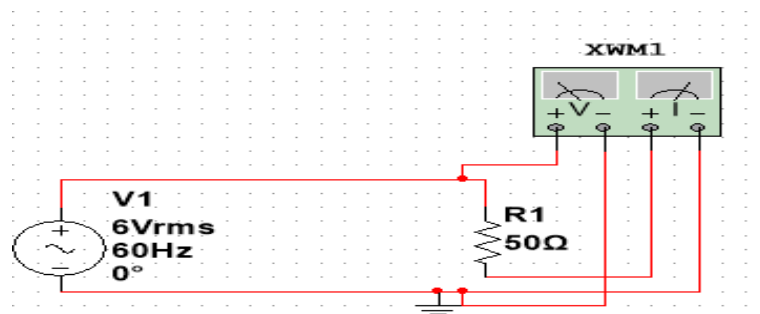 XWM1
V I
+ - + -
V1
+
6Vrms
60Hz
-
0°
R1
50Ω